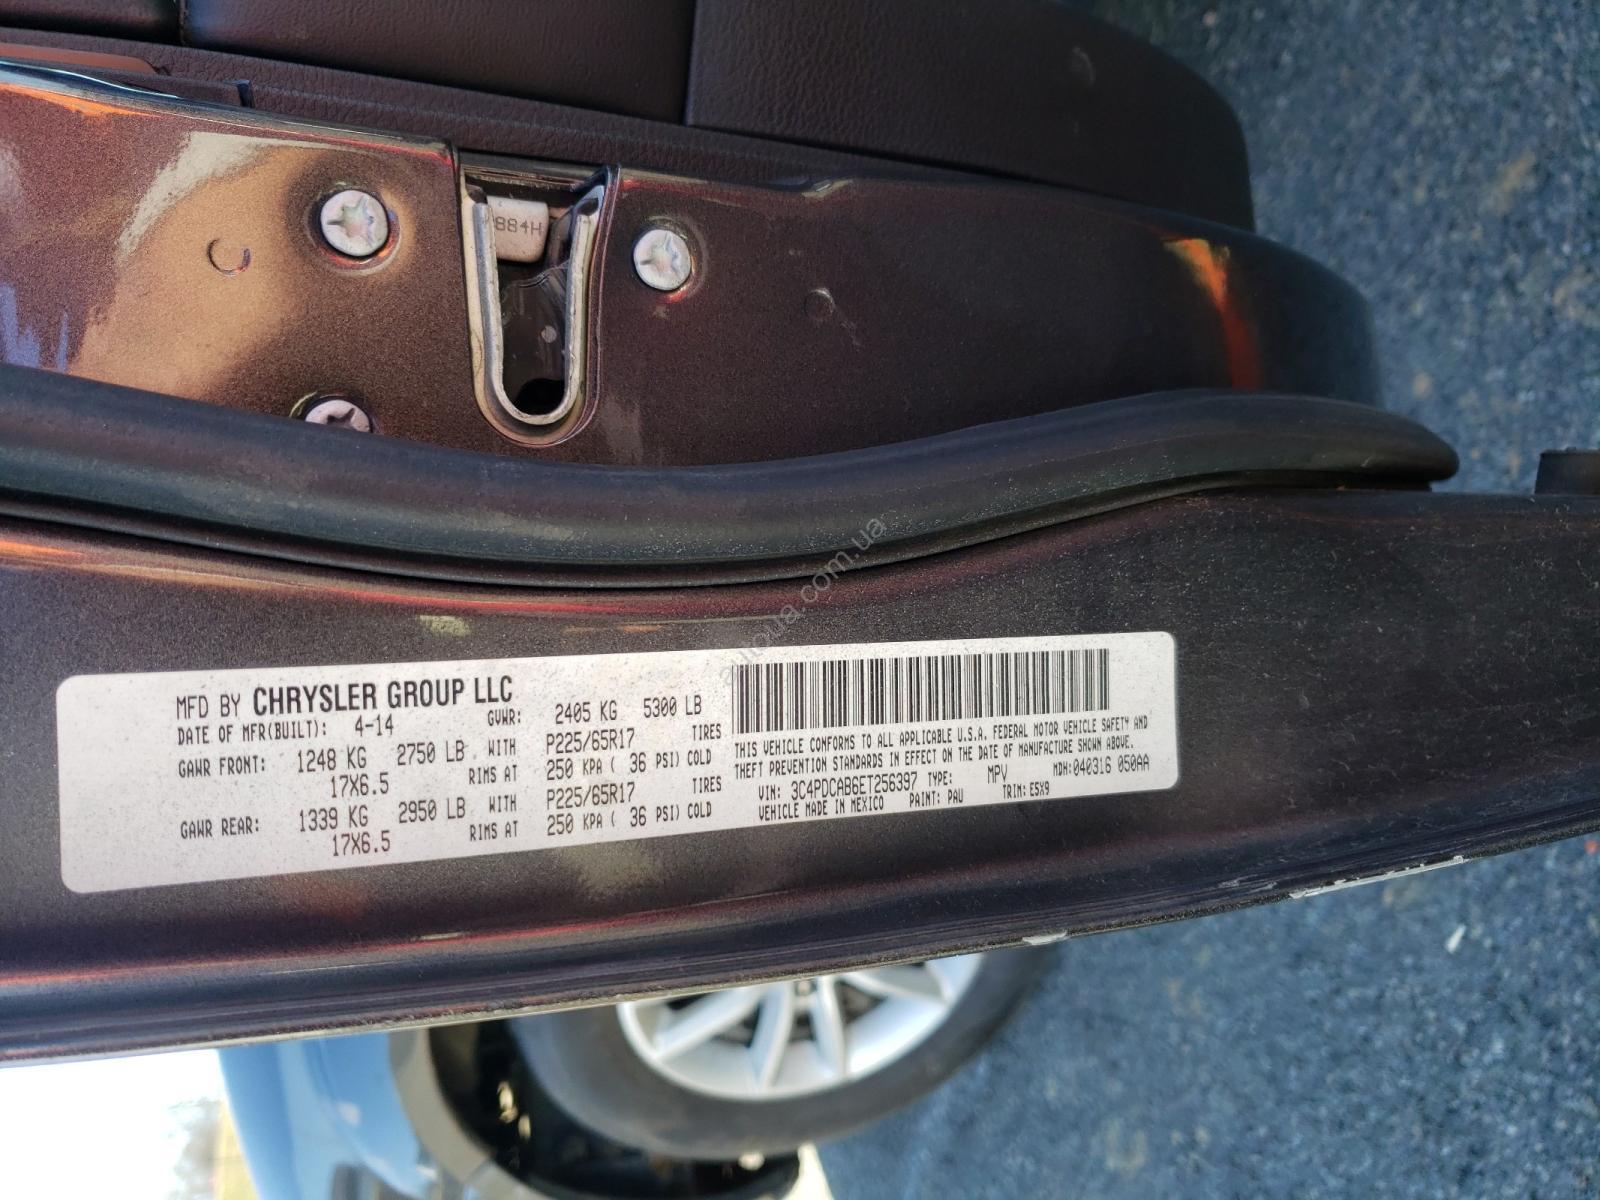 884H
MFD BY CHRYSLER GROUP LLC
DATE OF MFR(BUILT): 4-14 GVWR: 2405 KG 5300 LB
GAWR FRONT: 1248 KG 2750 LB WITH P225/65R17 TIRES
17X6.5 RIMS AT 250 KPA ( 36 PSI) COLD
GAWR REAR: 1339 KG 2950 LB WITH P225/65R17 TIRES
17X6.5 RIMS AT 250 KPA ( 36 PSI) COLD
THIS VEHICLE CONFORMS TO ALL APPLICABLE U.S.A. FEDERAL MOTOR VEHICLE SAFETY AND
THEFT PREVENTION STANDARDS IN EFFECT ON THE DATE OF MANUFACTURE SHOWN ABOVE.
VIN: 3C4PDCAB6ET256397 TYPE: MPV MDH:040316 050AA
VEHICLE MADE IN MEXICO PAINT: PAU TRIM: E5X9
autoua.com.ua